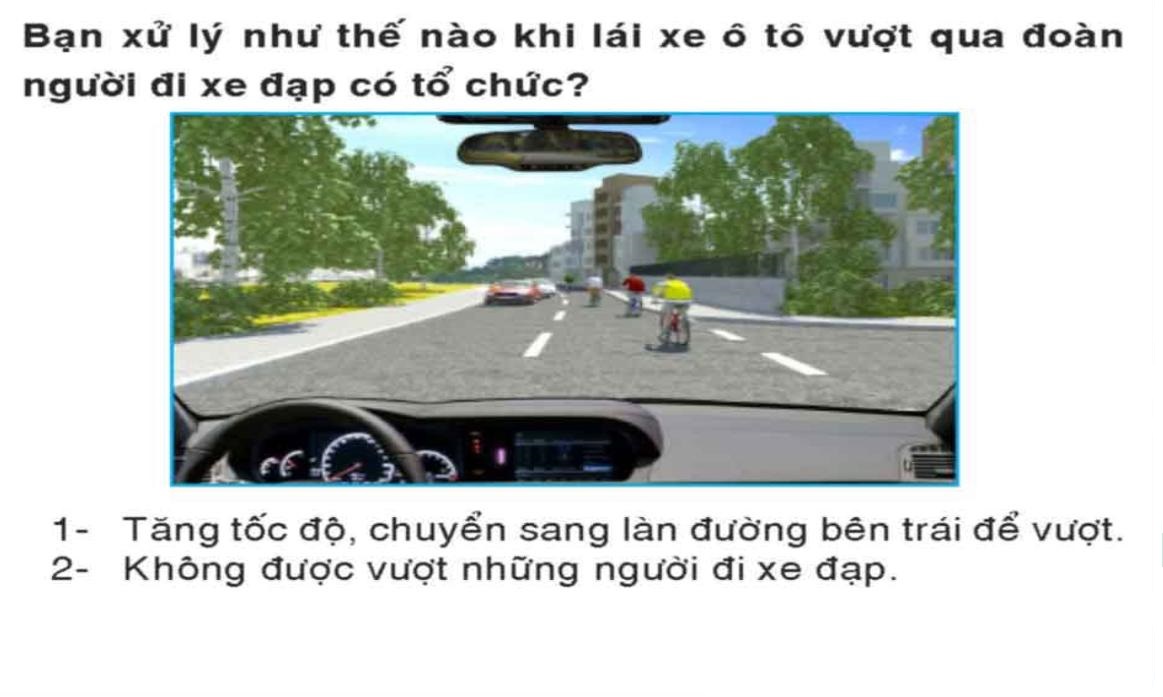 Bạn xử lý như thế nào khi lái xe ô tô vượt qua đoàn
người đi xe đạp có tổ chức?
1- Tăng tốc độ, chuyển sang làn đường bên trái để vượt.
2- Không được vượt những người đi xe đạp.